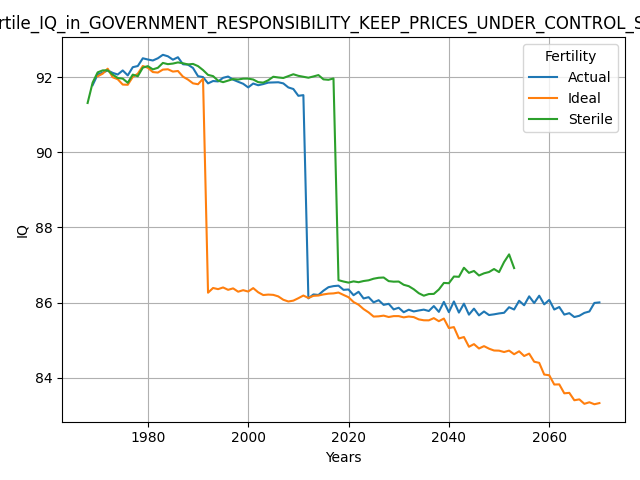 rtile_IQ_in_GOVERNMENT_RESPONSIBILITY_KEEP_PRICES_UNDER_CONTROL_S
Fertility
Actual
Ideal
Sterile
IQ
92
90
88
86
84
1980
2000
2020
2040
2060
Years